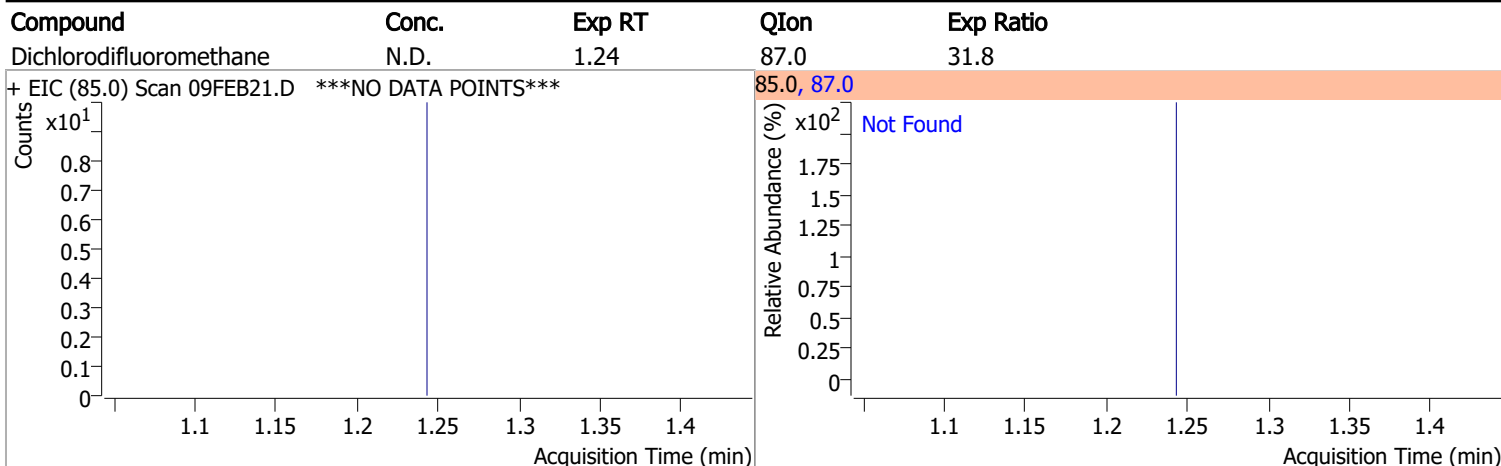 Compound Conc. Exp RT QIon Exp Ratio
Dichlorodifluoromethane N.D. 1.24 87.0 31.8
+ EIC (85.0) Scan 09FEB21.D ***NO DATA POINTS***
Counts
x10¹
0.8
0.7
0.6
0.5
0.4
0.3
0.2
0.1
0
1.1 1.15 1.2 1.25 1.3 1.35 1.4
Acquisition Time (min)
85.0, 87.0
Relative Abundance (%)
x10²
Not Found
1.75
1.5
1.25
1
0.75
0.5
0.25
0
1.1 1.15 1.2 1.25 1.3 1.35 1.4
Acquisition Time (min)